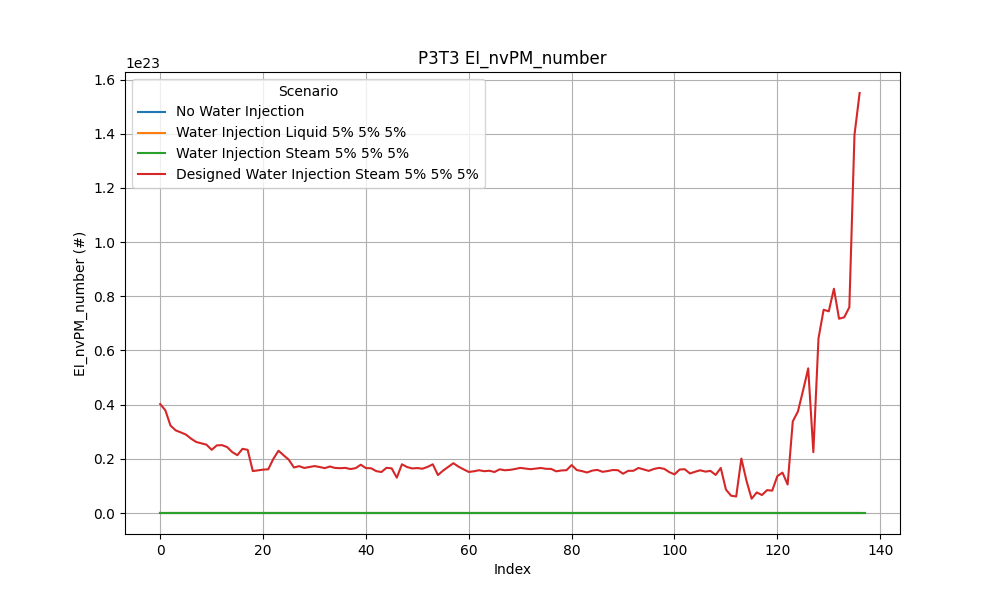 P3T3 EI_nvPM_number
1e23
Scenario
No Water Injection
Water Injection Liquid 5% 5% 5%
Water Injection Steam 5% 5% 5%
Designed Water Injection Steam 5% 5% 5%
1.6
1.4
1.2
1.0
0.8
0.6
0.4
0.2
0.0
EI_nvPM_number (#)
0 20 40 60 80 100 120 140
Index